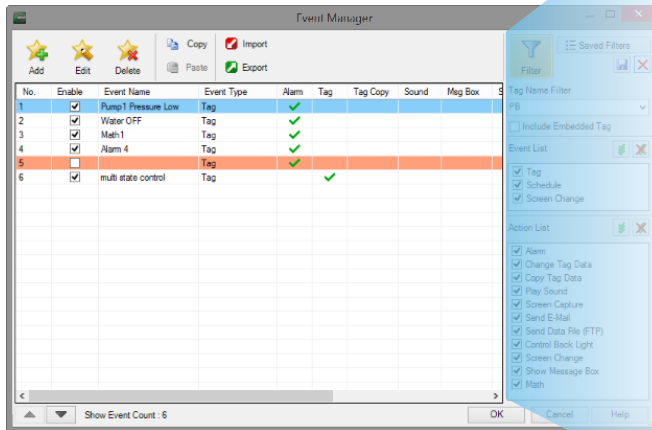 Event Manager
Add Edit Delete Copy Paste Import Export
No. Enable Event Name Event Type Alarm Tag Tag Copy Sound Msg Box S
1 Pump1 Pressure Low Tag
2 Water OFF Tag
3 Math1 Tag
4 Alarm 4 Tag
5 Tag
6 multi state control Tag
Show Event Count : 6
Filter
Saved Filters
Tag Name Filter
PB
Include Embedded Tag
Event List
Tag
Schedule
Screen Change
Action List
Alarm
Change Tag Data
Copy Tag Data
Play Sound
Screen Capture
Send E-Mail
Send Data File (FTP)
Control Back Light
Screen Change
Show Message Box
Math
OK Cancel Help